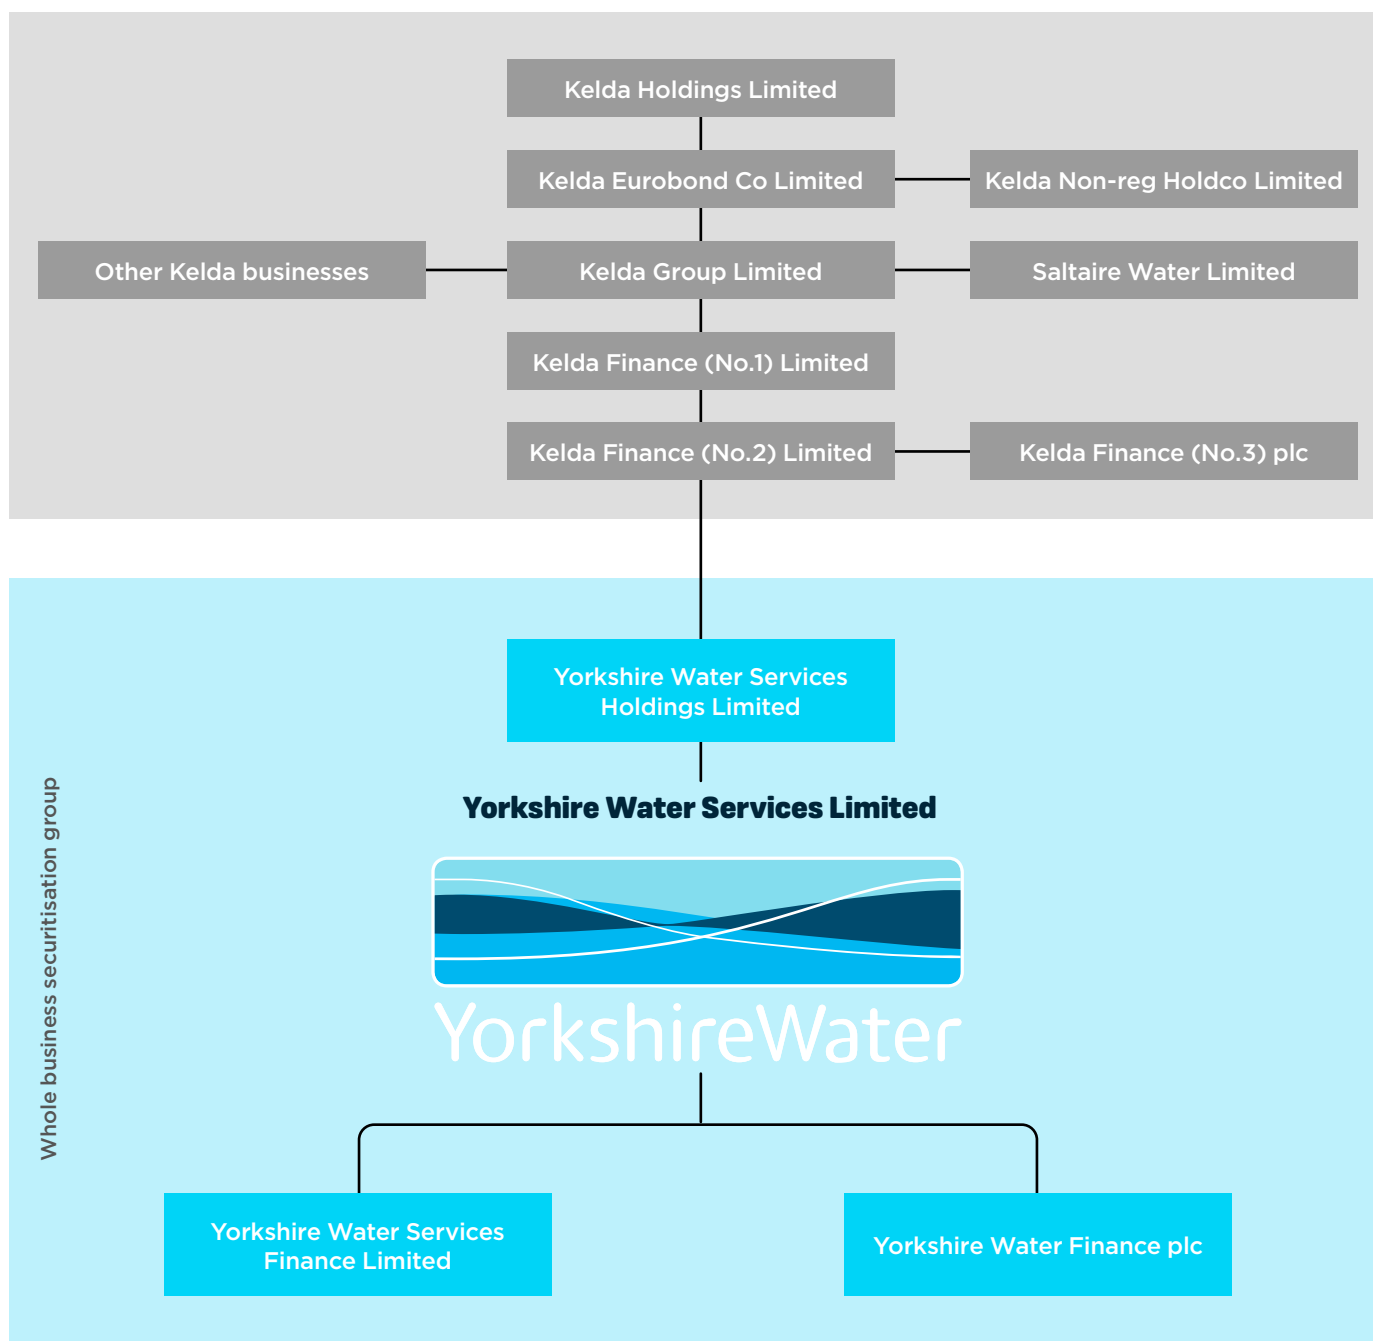 Kelda Holdings Limited
Kelda Eurobond Co Limited
Kelda Non-reg Holdco Limited
Other Kelda businesses
Kelda Group Limited
Saltaire Water Limited
Kelda Finance (No.1) Limited
Kelda Finance (No.2) Limited
Kelda Finance (No.3) plc
Whole business securitisation group
Yorkshire Water Services
Holdings Limited
Yorkshire Water Services Limited
YorkshireWater
Yorkshire Water Services
Finance Limited
Yorkshire Water Finance plc